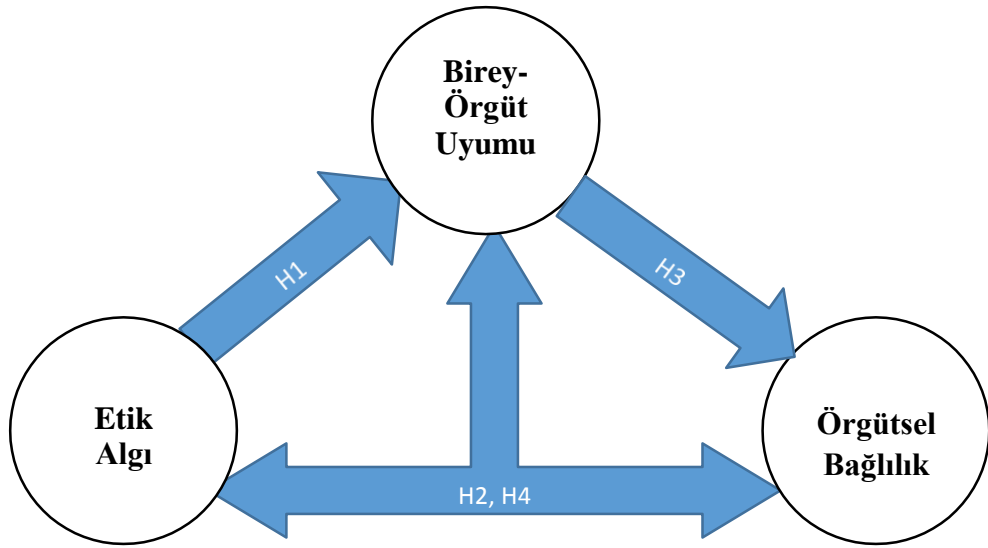 Birey-
Örgüt
Uyumu
H1
H3
Etik
Algı
Örgütsel
Bağlılık
H2, H4